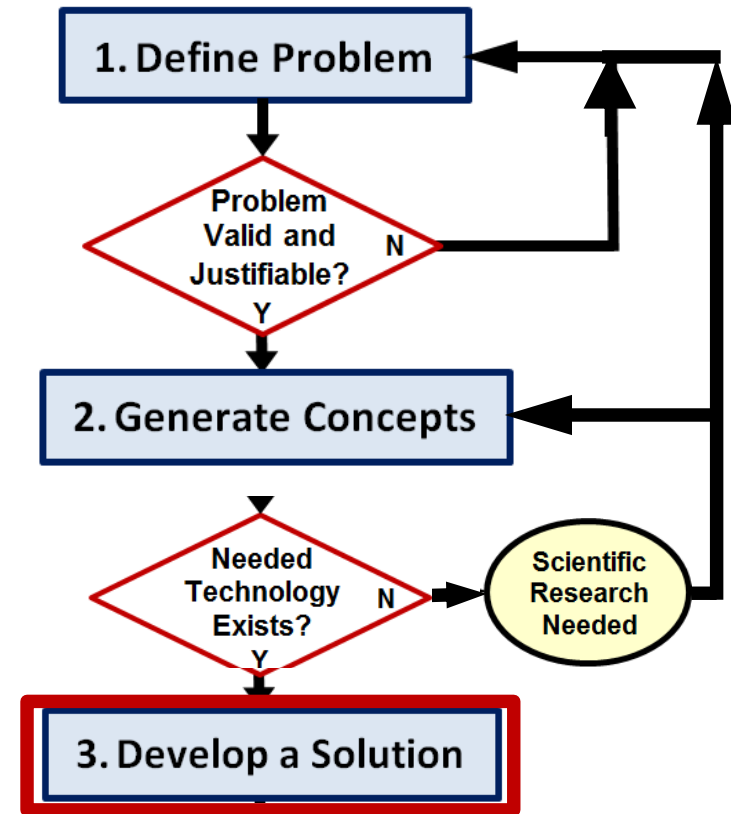 1. Define Problem
Problem
Valid and
N
Justifiable?
Y
2. Generate Concepts
Needed
Technology
N
Exists?
Y
Scientific
Research
Needed
3. Develop a Solution